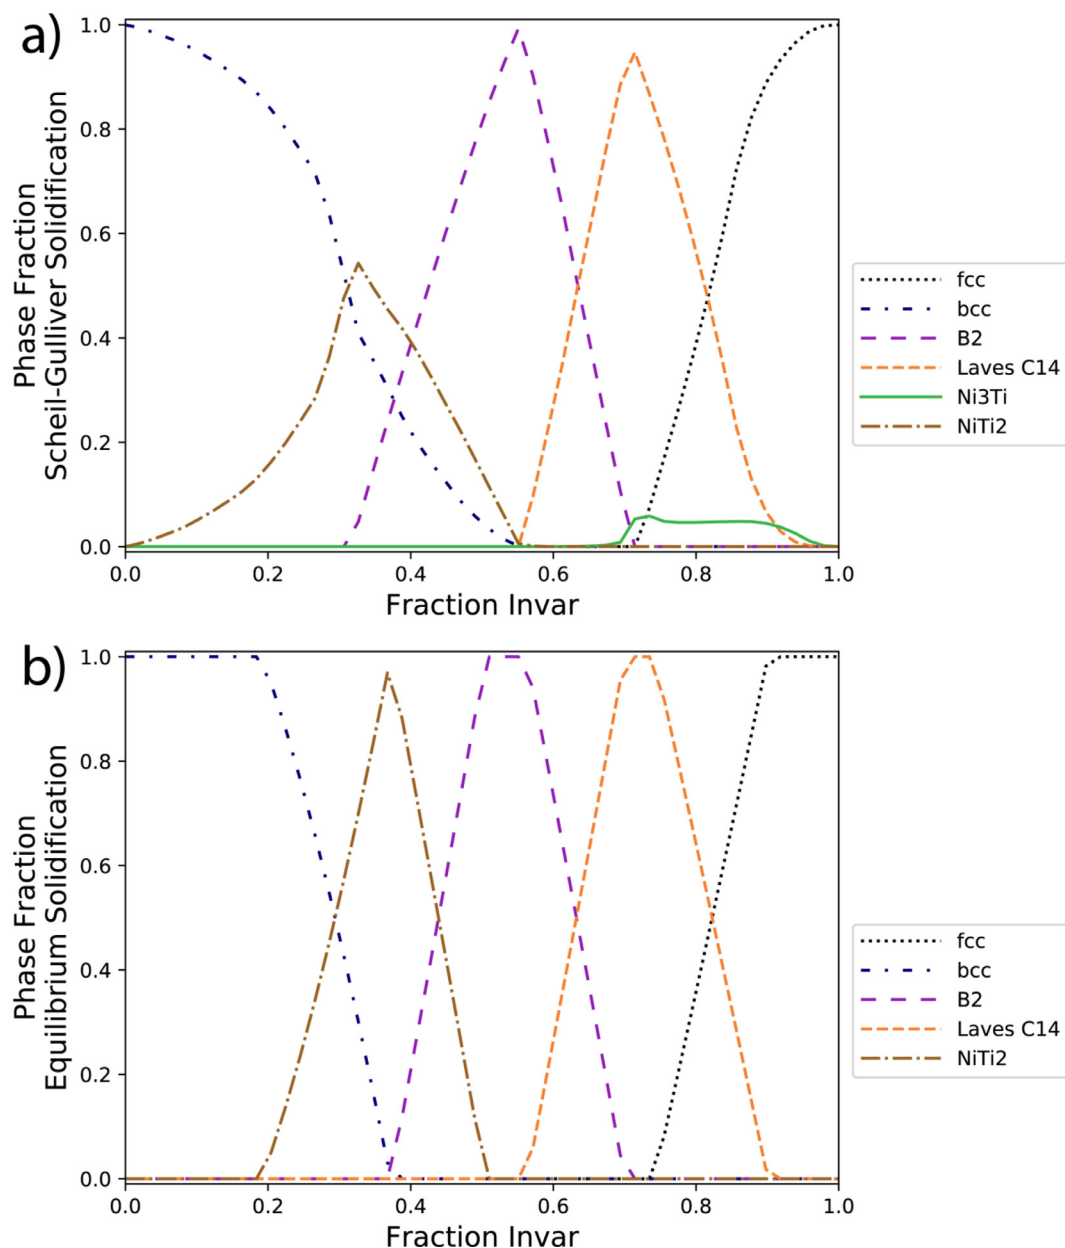 a)
Phase Fraction
Scheil-Gulliver Solidification
1.0
0.8
0.6
0.4
0.2
0.0
0.0 0.2 0.4 0.6 0.8 1.0
Fraction Invar
fcc
bcc
B2
Laves C14
Ni3Ti
NiTi2
b)
Phase Fraction
Equilibrium Solidification
1.0
0.8
0.6
0.4
0.2
0.0
0.0 0.2 0.4 0.6 0.8 1.0
Fraction Invar
fcc
bcc
B2
Laves C14
NiTi2